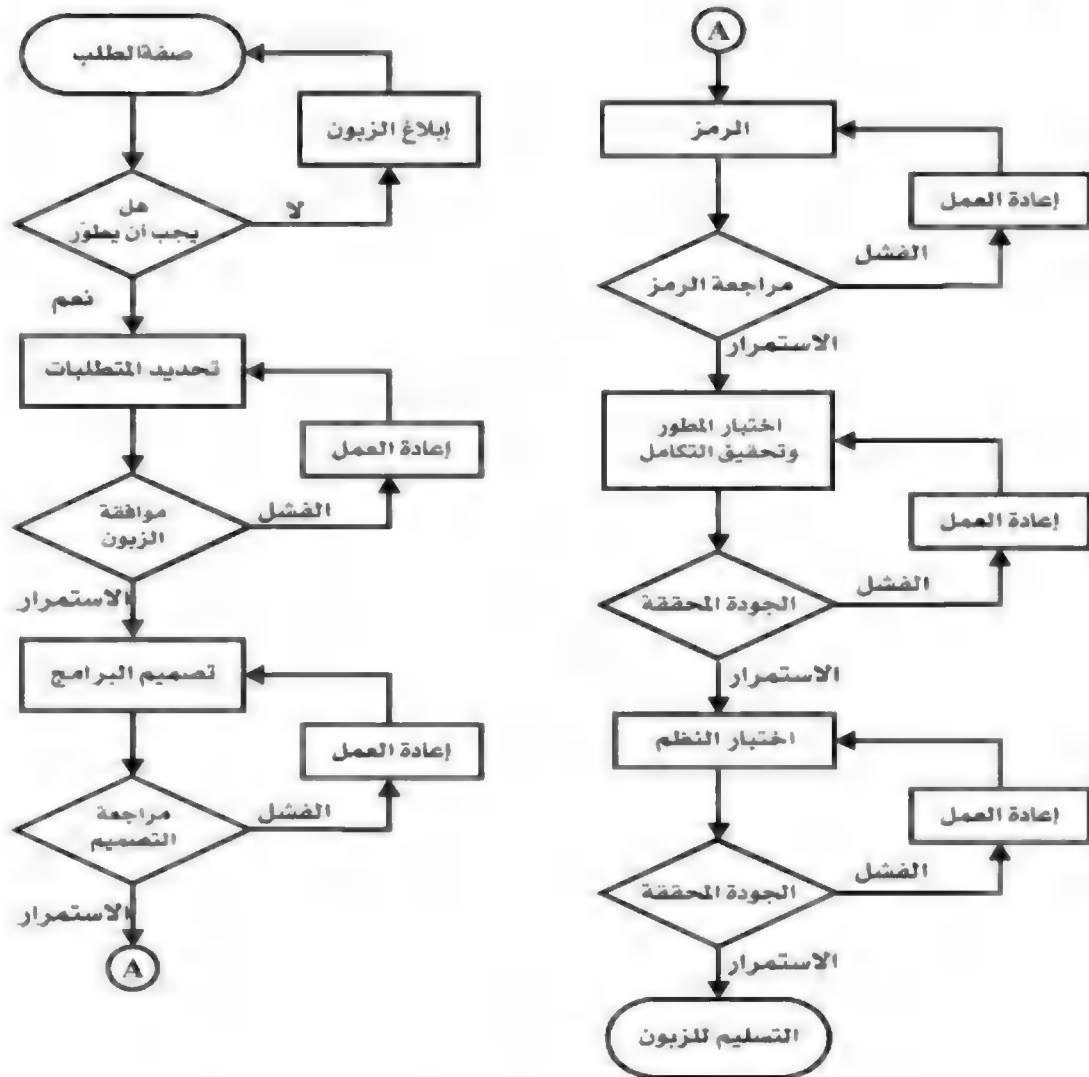 صفة الطلب
إبلاغ الزبون
هل
يجب أن يطوّر
لا
نعم
تحديد المتطلبات
إعادة العمل
موافقة
الزبون
الفشل
الاستمرار
تصميم البرامج
إعادة العمل
مراجعة
التصميم
الفشل
الاستمرار
A
A
الرمز
إعادة العمل
الفشل
مراجعة الرمز
الاستمرار
اختبار المطور
وتحقيق التكامل
إعادة العمل
الفشل
الجودة المحققة
الاستمرار
اختبار النظم
إعادة العمل
الفشل
الجودة المحققة
الاستمرار
التسليم للزبون